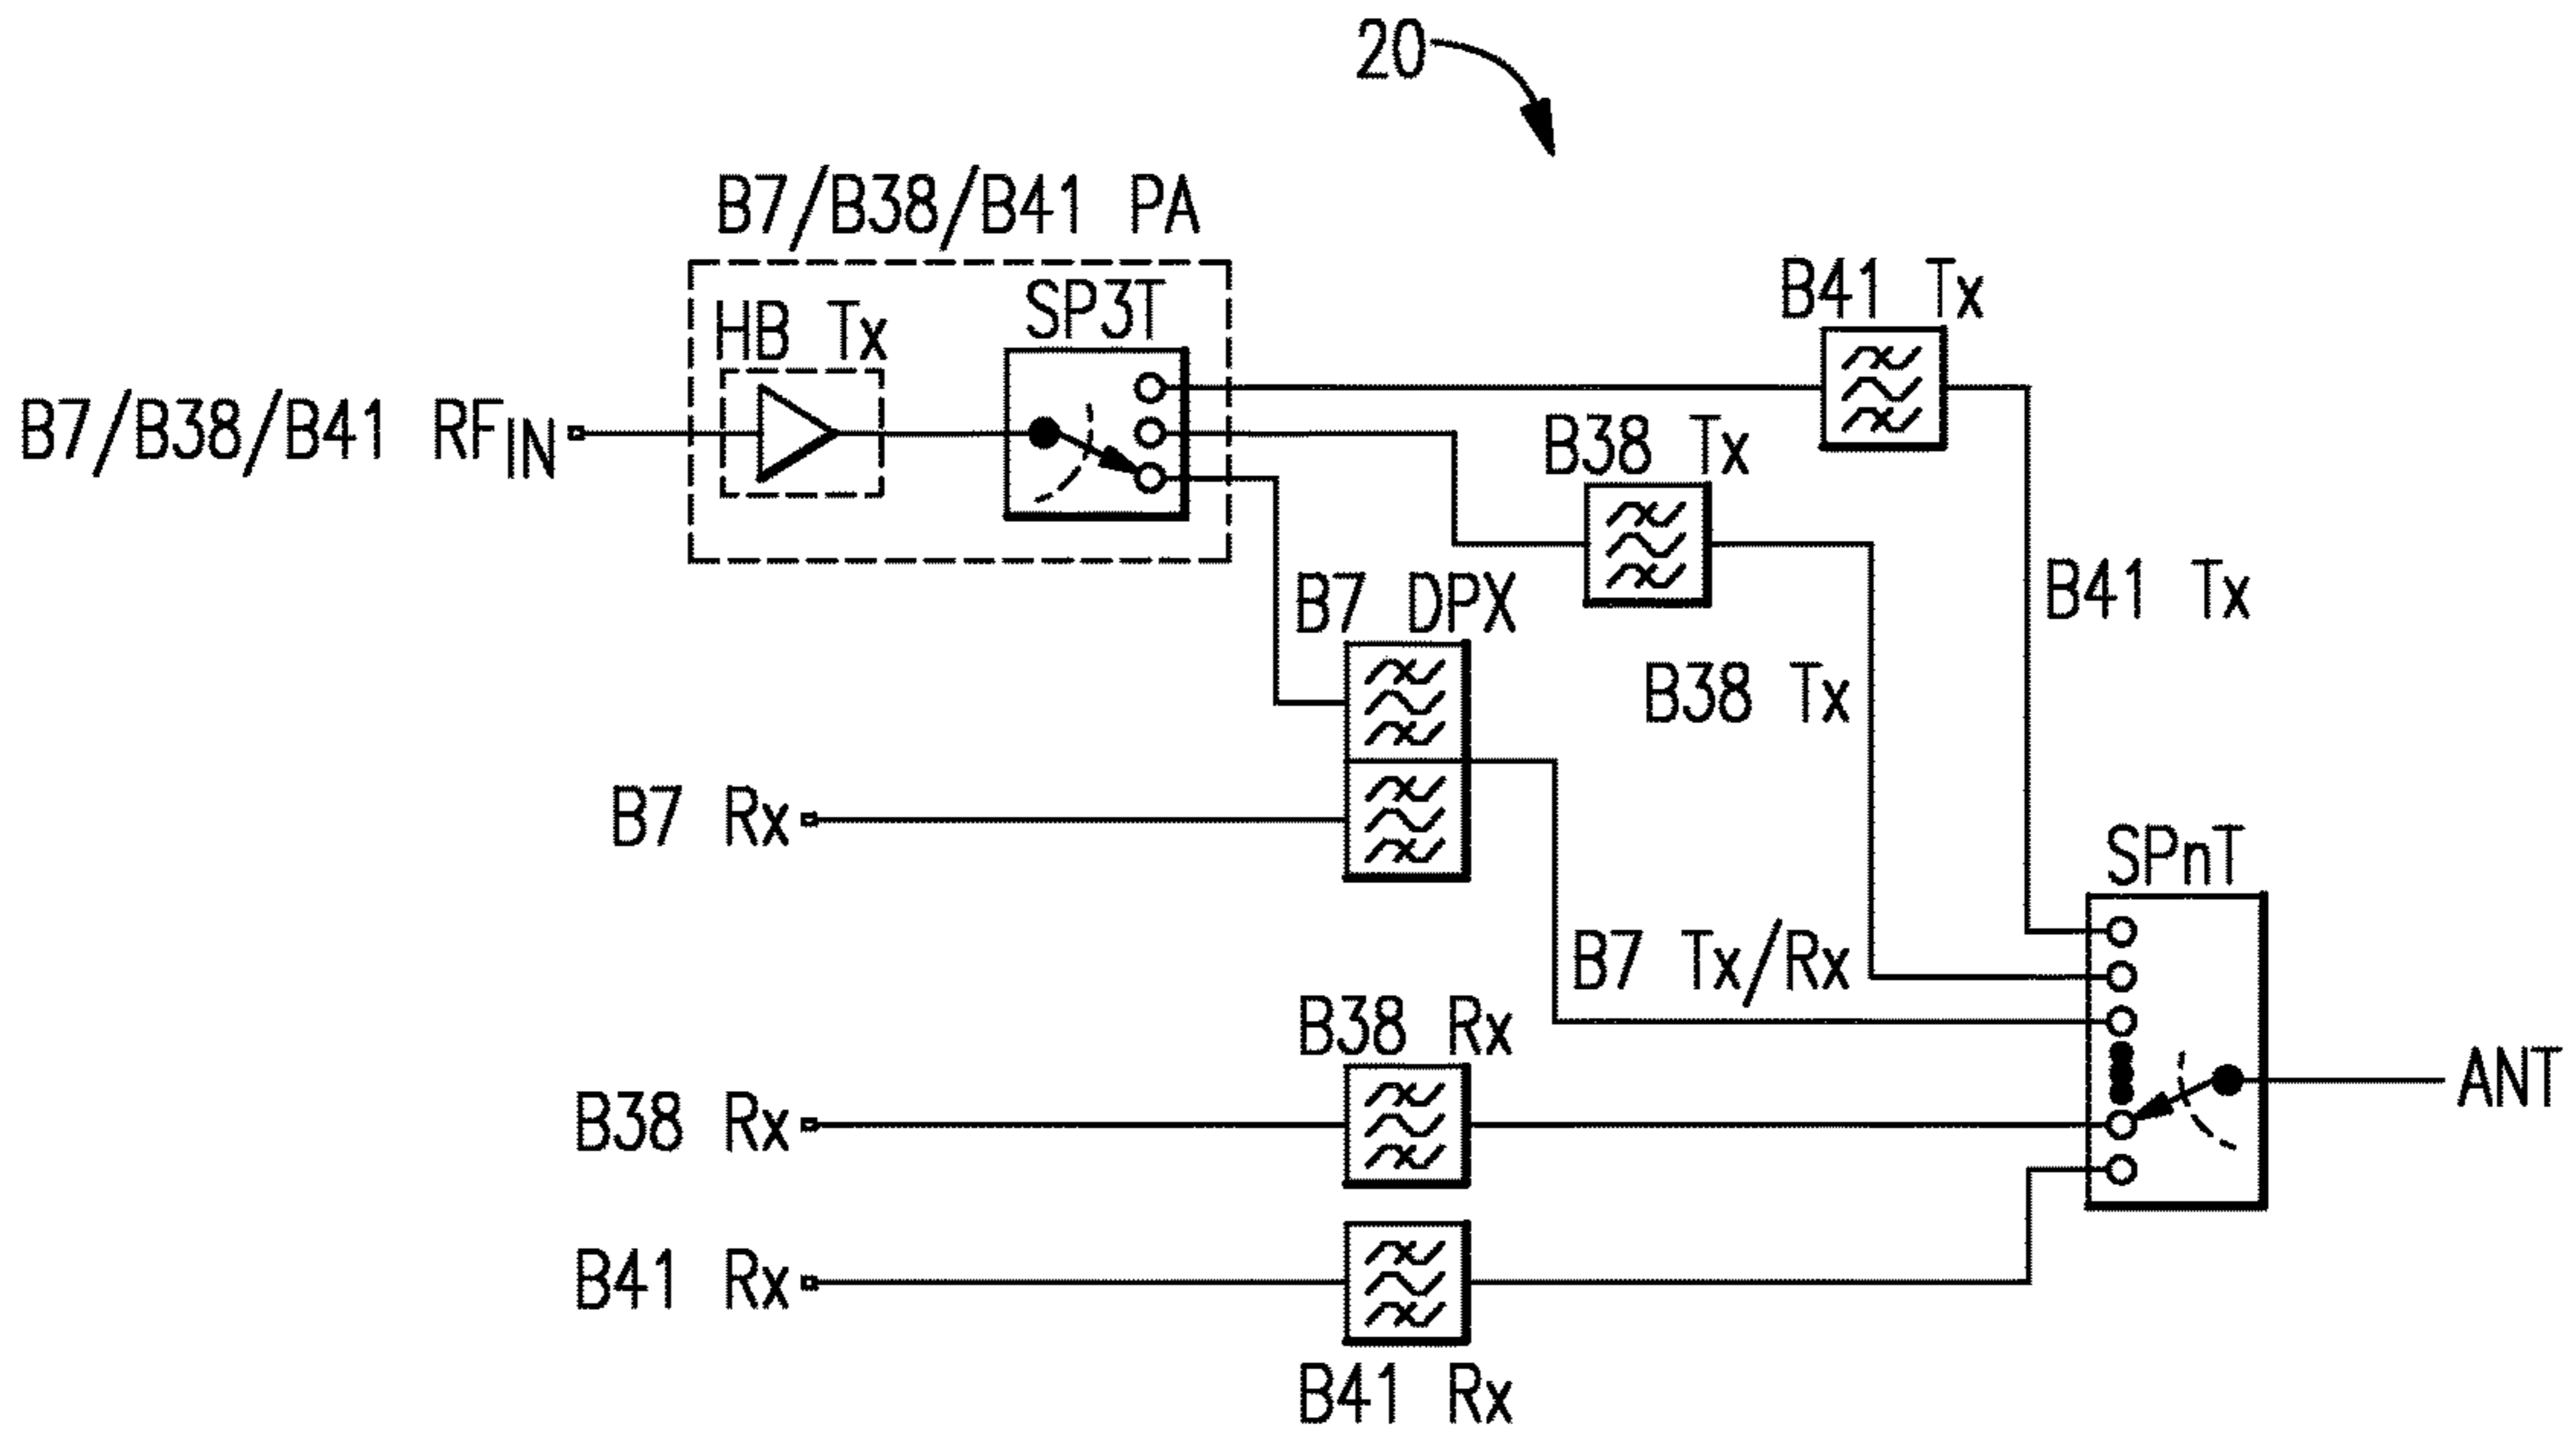 20
B7/B38/B41 PA
HB Tx
SP3T
B41 Tx
B7/B38/B41 RFIN
B38 Tx
B7 DPX
B41 Tx
B38 Tx
B7 Rx
SPnT
B7 Tx/Rx
B38 Rx
ANT
B38 Rx
B41 Rx
B41 Rx